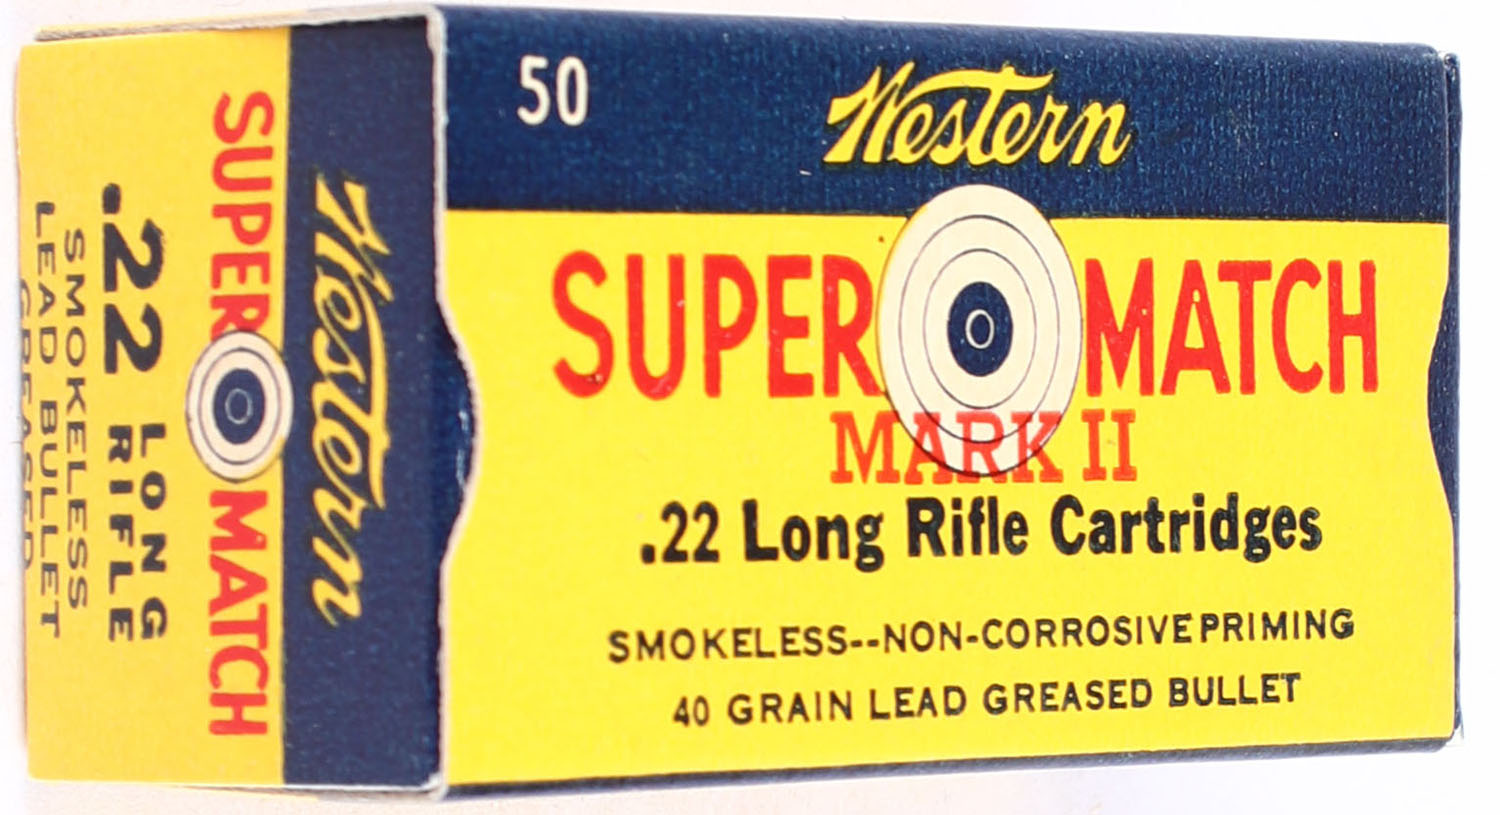 50
Western
SUPER MATCH
MARK II
.22 Long Rifle Cartridges
SMOKELESS--NON-CORROSIVE PRIMING
40 GRAIN LEAD GREASED BULLET
Western
SUPER MATCH
.22 LONG RIFLE
SMOKELESS
LEAD BULLET
GREASED